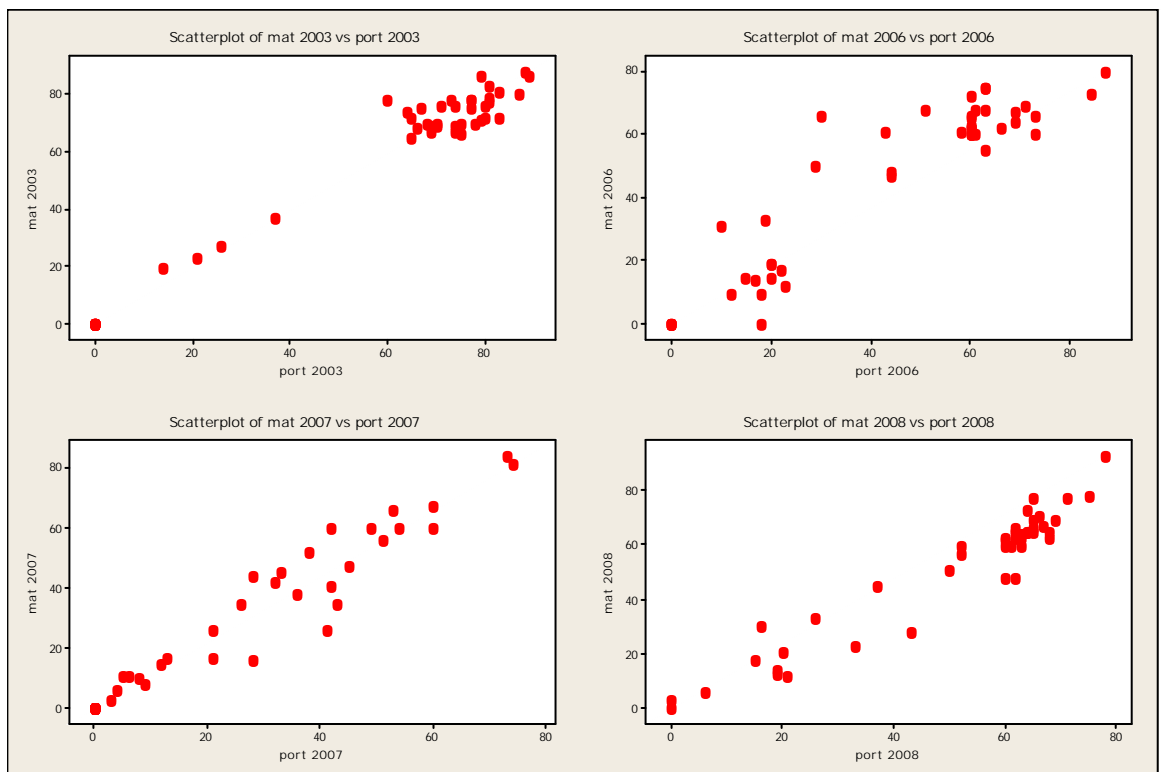 Scatterplot of mat 2003 vs port 2003
80
60
40
20
0
mat 2003
0 20 40 60 80
port 2003
Scatterplot of mat 2006 vs port 2006
80
60
40
20
0
mat 2006
0 20 40 60 80
port 2006
Scatterplot of mat 2007 vs port 2007
80
60
40
20
0
mat 2007
0 20 40 60 80
port 2007
Scatterplot of mat 2008 vs port 2008
80
60
40
20
0
mat 2008
0 20 40 60 80
port 2008